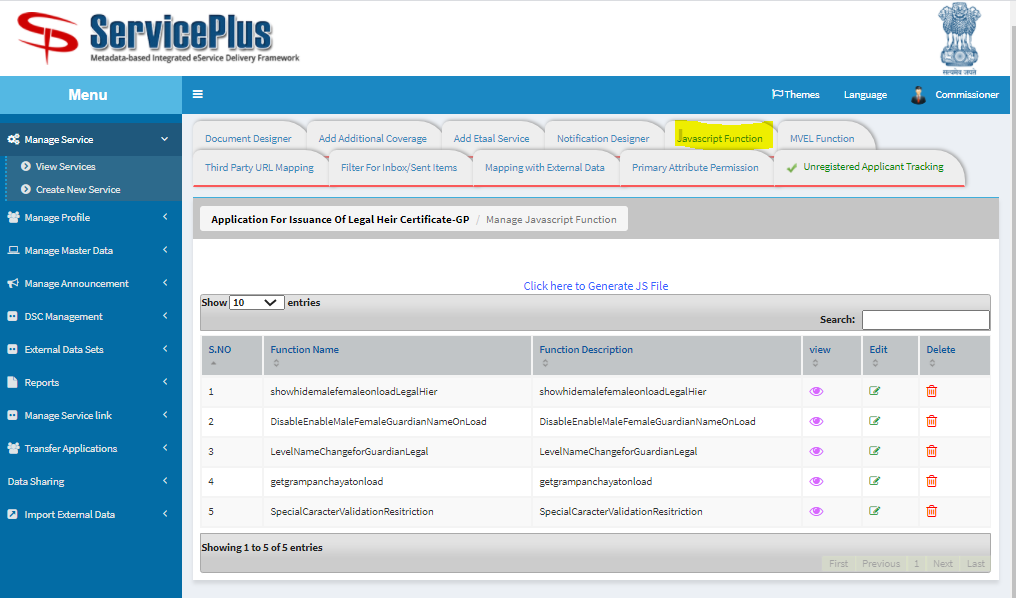 ServicePlus
Metadata-based Integrated eService Delivery Framework
सत्यमेव जयते
Menu
Themes Language Commissioner
Manage Service
View Services
Create New Service
Manage Profile
Manage Master Data
Manage Announcement
DSC Management
External Data Sets
Reports
Manage Service link
Transfer Applications
Data Sharing
Import External Data
Document Designer Add Additional Coverage Add Etaal Service Notification Designer Javascript Function MVEL Function
Third Party URL Mapping Filter For Inbox/Sent Items Mapping with External Data Primary Attribute Permission Unregistered Applicant Tracking
Application For Issuance Of Legal Heir Certificate-GP / Manage Javascript Function
Click here to Generate JS File
Show 10 entries
Search:
S.NO Function Name Function Description view Edit Delete
1 showhidemalefemaleonloadLegalHier showhidemalefemaleonloadLegalHier
2 DisableEnableMaleFemaleGuardianNameOnLoad DisableEnableMaleFemaleGuardianNameOnLoad
3 LevelNameChangeforGuardianLegal LevelNameChangeforGuardianLegal
4 getgrampanchayatonload getgrampanchayatonload
5 SpecialCaracterValidationResitriction SpecialCaracterValidationResitriction
Showing 1 to 5 of 5 entries
First Previous 1 Next Last